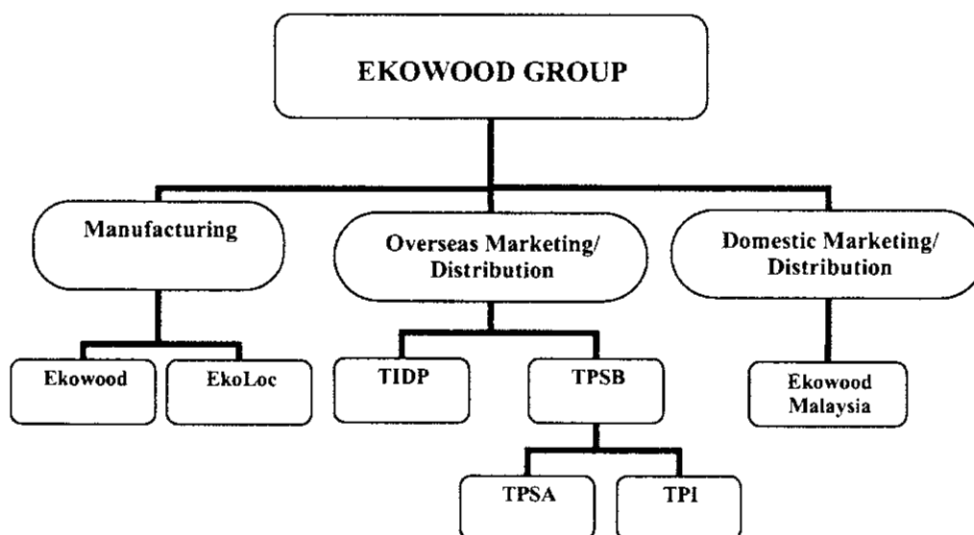 EKOWOOD GROUP
Manufacturing
Overseas Marketing/
Distribution
Domestic Marketing/
Distribution
Ekowood
EkoLoc
TIDP
TPSB
Ekowood
Malaysia
TPSA
TPI